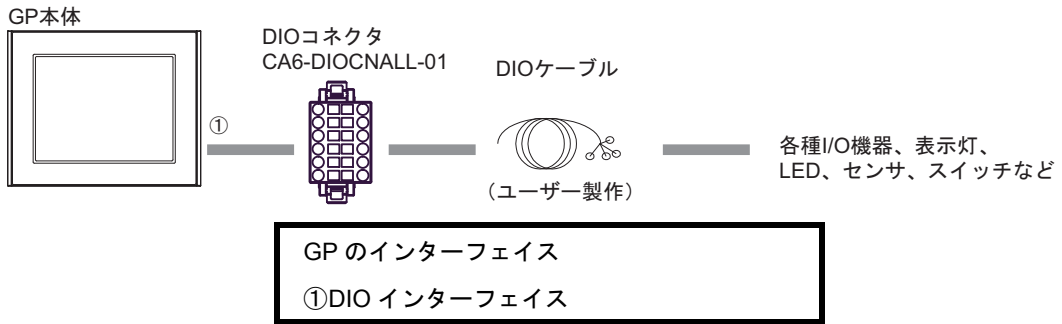 GP本体
DIOコネクタ
CA6-DIOCNALL-01
DIOケーブル
①
(ユーザー製作)
各種I/O機器、表示灯、
LED、センサ、スイッチなど
GP のインターフェイス
①DIO インターフェイス